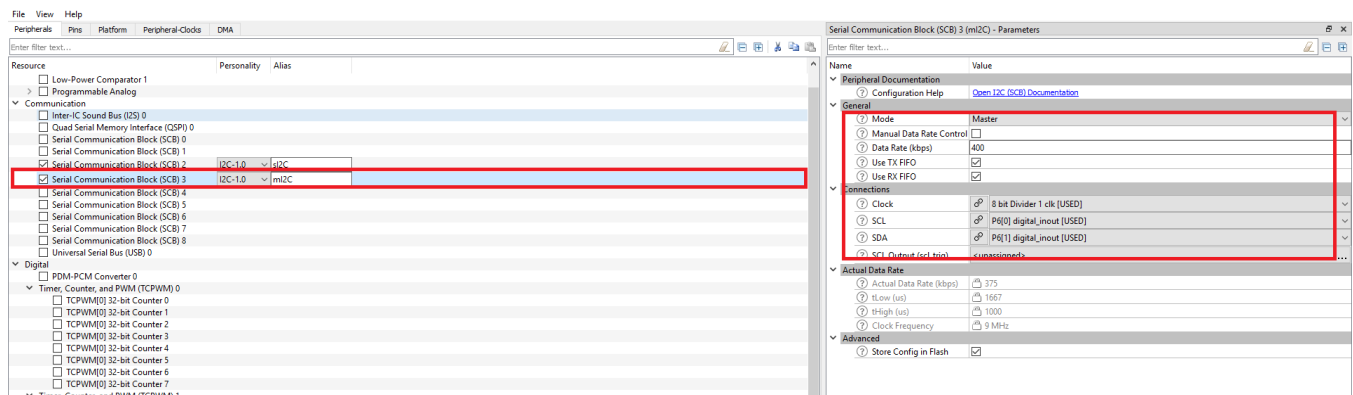 File View Help
Peripherals Pins Platform Peripheral-Clocks DMA
Enter filter text...
Resource Personality Alias
Low-Power Comparator 1
Programmable Analog
Communication
Inter-IC Sound Bus (I2S) 0
Quad Serial Memory Interface (QSPI) 0
Serial Communication Block (SCB) 0
Serial Communication Block (SCB) 1
Serial Communication Block (SCB) 2 I2C-1.0 sI2C
Serial Communication Block (SCB) 3 I2C-1.0 mI2C
Serial Communication Block (SCB) 4
Serial Communication Block (SCB) 5
Serial Communication Block (SCB) 6
Serial Communication Block (SCB) 7
Serial Communication Block (SCB) 8
Universal Serial Bus (USB) 0
Digital
PDM-PCM Converter 0
Timer, Counter, and PWM (TCPWM) 0
TCPWM[0] 32-bit Counter 0
TCPWM[0] 32-bit Counter 1
TCPWM[0] 32-bit Counter 2
TCPWM[0] 32-bit Counter 3
TCPWM[0] 32-bit Counter 4
TCPWM[0] 32-bit Counter 5
TCPWM[0] 32-bit Counter 6
TCPWM[0] 32-bit Counter 7
Timer, Counter, and PWM (TCPWM) 1
Serial Communication Block (SCB) 3 (mI2C) - Parameters
Enter filter text...
Name Value
Peripheral Documentation
Configuration Help Open I2C (SCB) Documentation
General
Mode Master
Manual Data Rate Control
Data Rate (kbps) 400
Use TX FIFO
Use RX FIFO
Connections
Clock 8 bit Divider 1 clk [USED]
SCL P6[0] digital_inout [USED]
SDA P6[1] digital_inout [USED]
SCL Output (scl_trig) <unassigned> ...
Actual Data Rate
Actual Data Rate (kbps) 375
tLow (us) 1667
tHigh (us) 1000
Clock Frequency 9 MHz
Advanced
Store Config in Flash